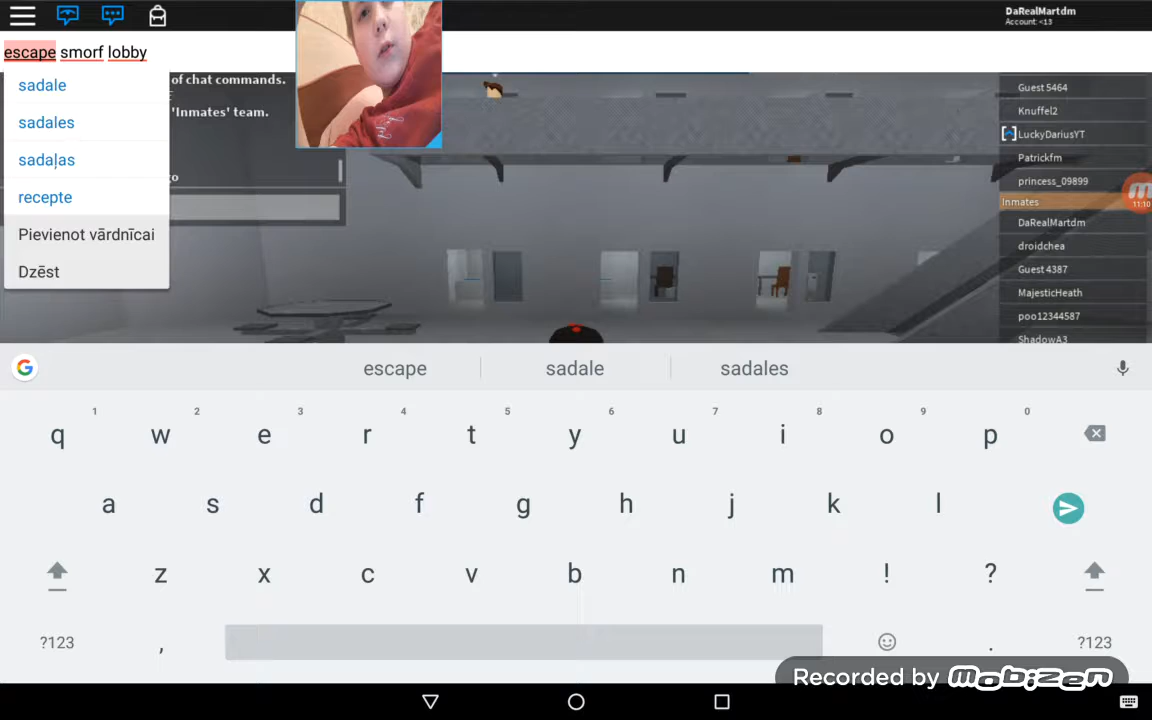 DaRealMartdm
Account: <13
escape smorf lobby
sadale
sadales
sadaļas
recepte
Pievienot vārdnīcai
Dzēst
of chat commands.
'Inmates' team.
Guest 5464
Knuffel2
LuckyDariusYT
Patrickfm
princess_09899
Inmates
DaRealMartdm
droidchea
Guest 4387
MajesticHeath
poo12344587
ShadowA3
11:10
escape sadale sadales
1 2 3 4 5 6 7 8 9 0
q w e r t y u i o p
a s d f g h j k l
z x c v b n m ! ?
?123 , . ?123
Recorded by Mobizen